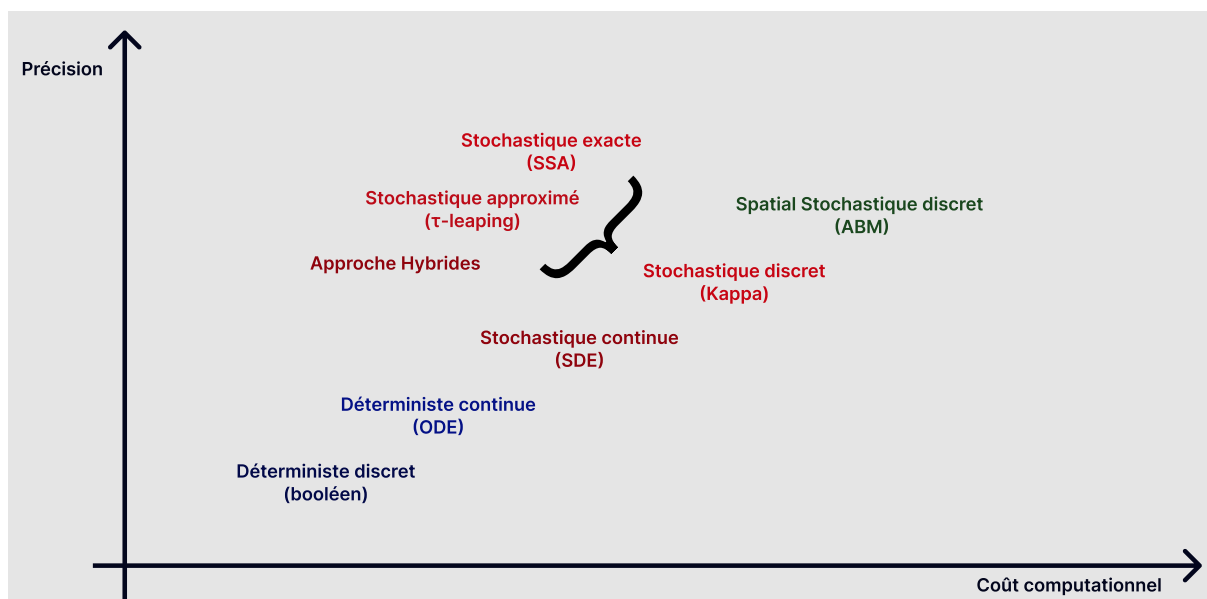 Précision
Stochastique exacte
(SSA)
Stochastique approximé
(τ-leaping)
Spatial Stochastique discret
(ABM)
Approche Hybrides
Stochastique discret
(Kappa)
Stochastique continue
(SDE)
Déterministe continue
(ODE)
Déterministe discret
(booléen)
Coût computationnel